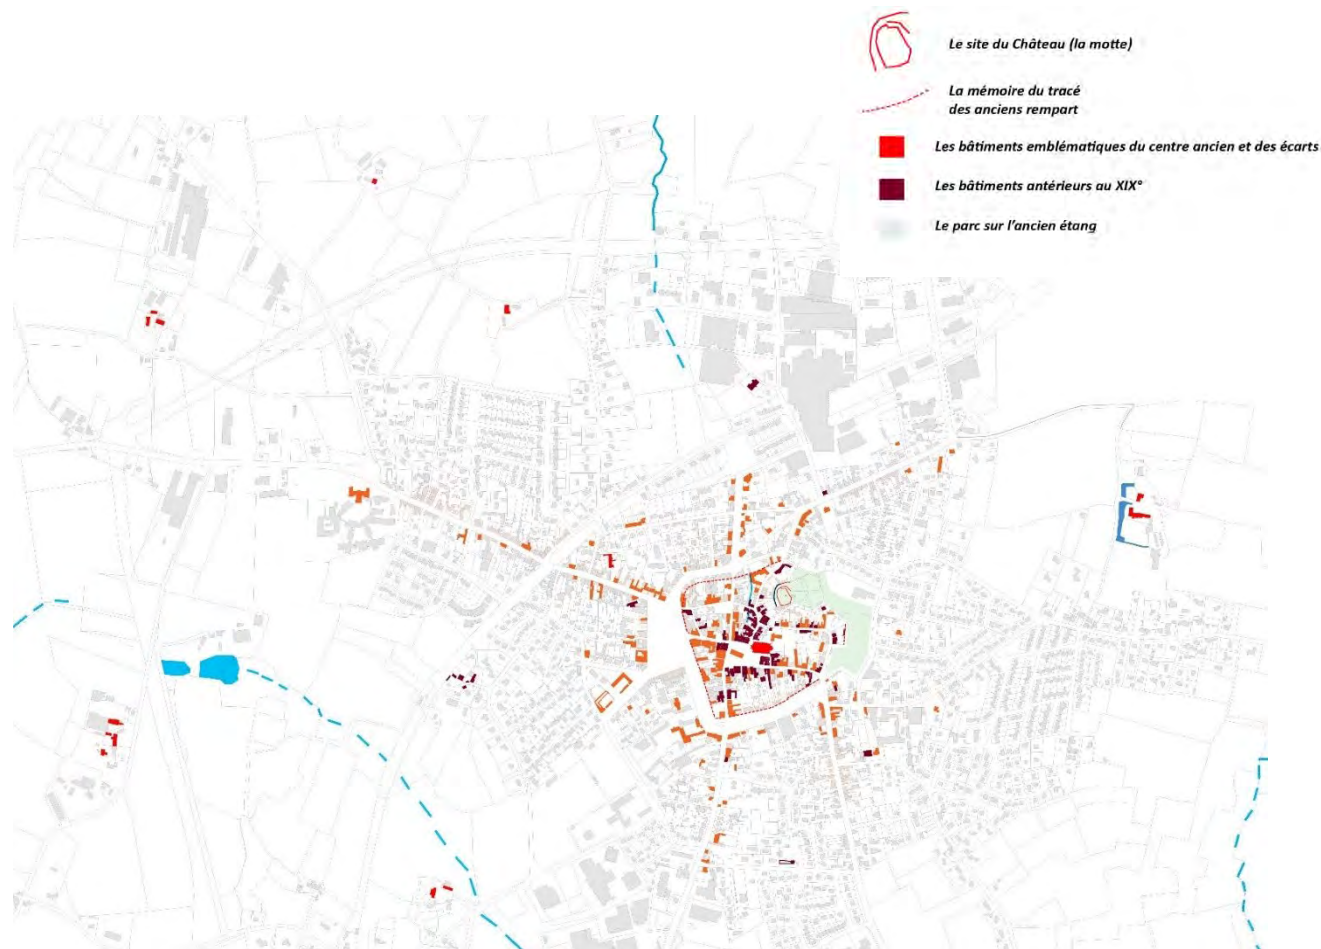 Le site du Château (la motte)
La mémoire du tracé
des anciens rempart
Les bâtiments emblématiques du centre ancien et des écarts
Les bâtiments antérieurs au XIX°
Le parc sur l'ancien étang